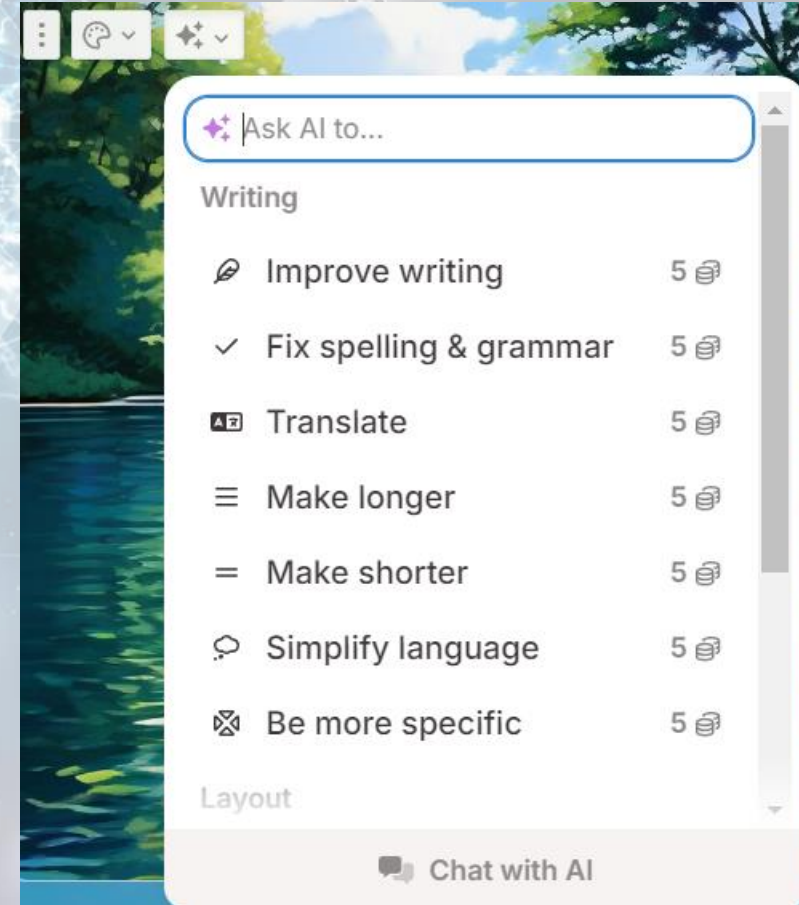 Ask AI to...
Writing
Improve writing 5
Fix spelling & grammar 5
Translate 5
Make longer 5
Make shorter 5
Simplify language 5
Be more specific 5
Layout
Chat with AI